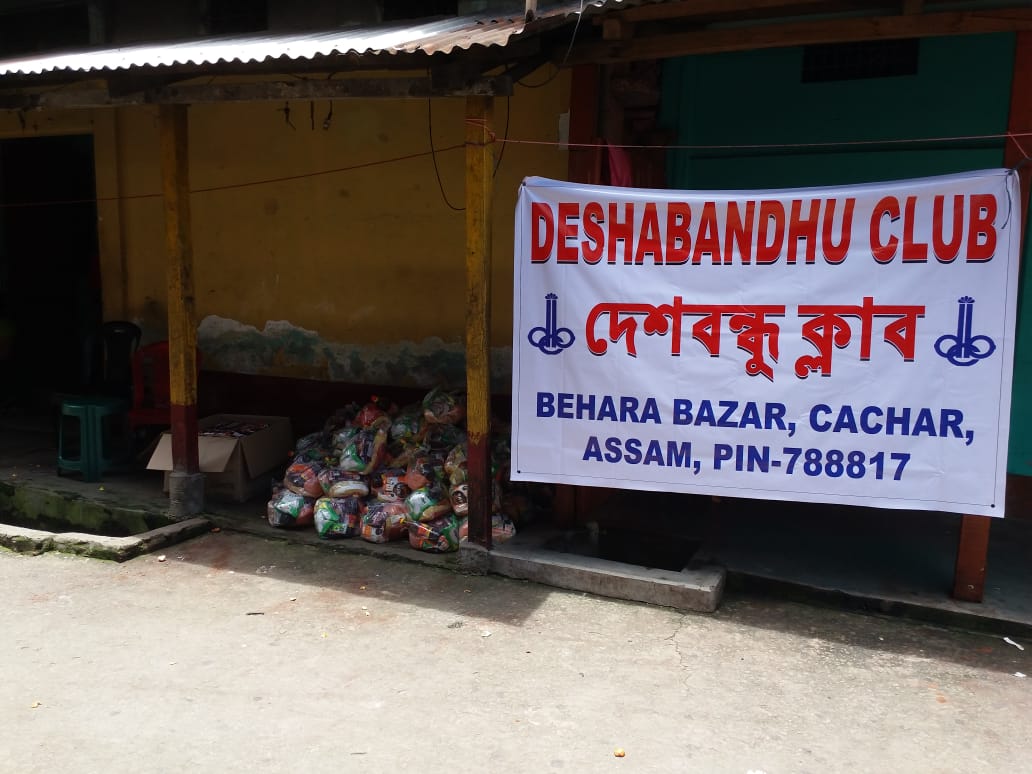 DESHABANDHU CLUB
দেশবন্ধু ক্লাব
BEHARA BAZAR, CACHAR,
ASSAM, PIN-788817